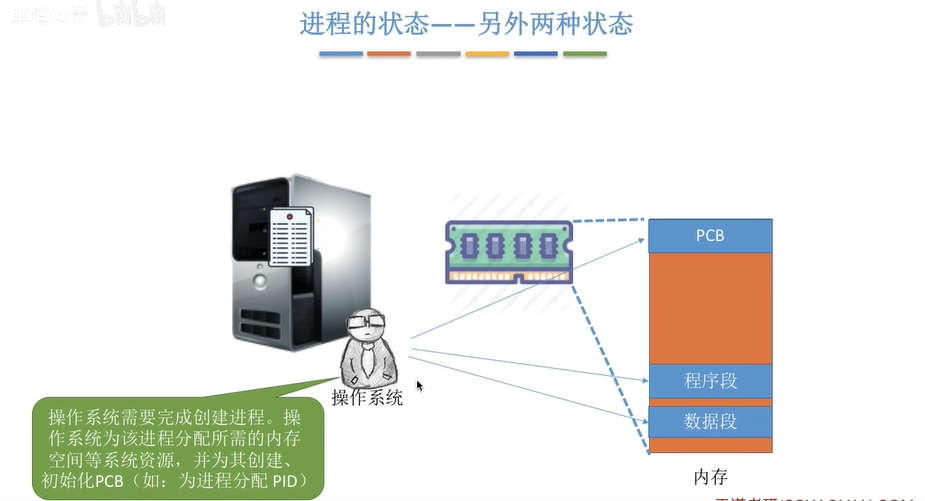 进程的状态——另外两种状态
bilibili
PCB
程序段
数据段
操作系统
操作系统需要完成创建进程。操
作系统为该进程分配所需的内存
空间等系统资源，并为其创建、
初始化PCB（如：为进程分配 PID）
内存